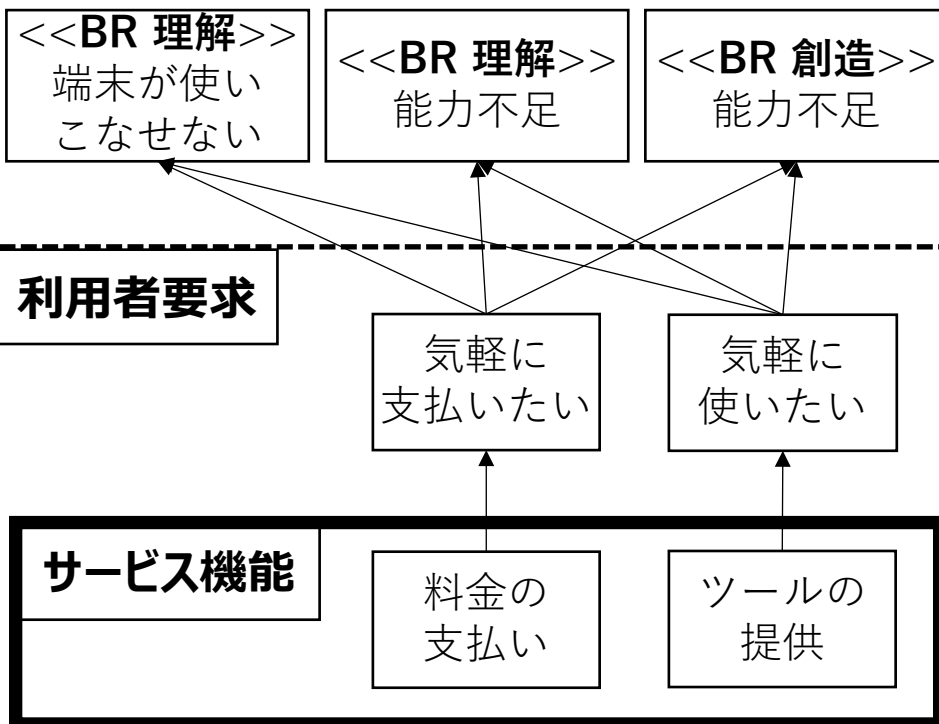 <<BR 理解>>
端末が使い
こなせない
<<BR 理解>>
能力不足
<<BR 創造>>
能力不足
利用者要求
気軽に
支払いたい
気軽に
使いたい
サービス機能
料金の
支払い
ツールの
提供